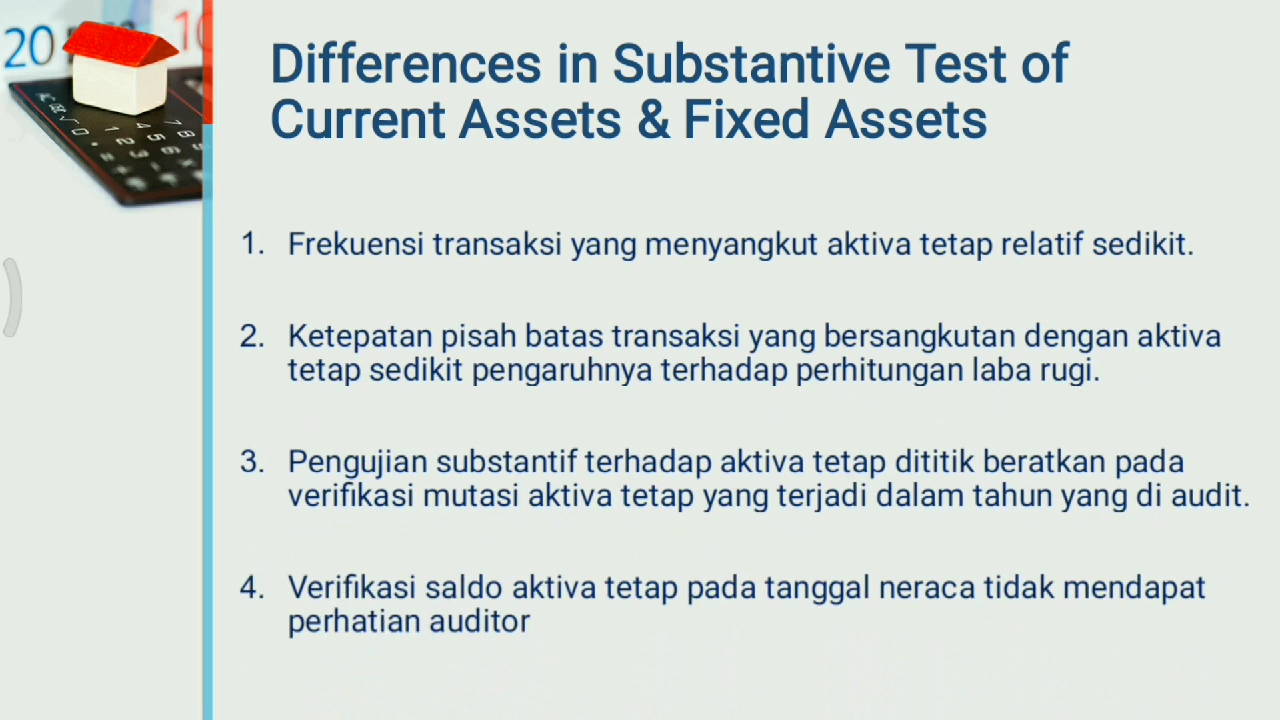 Differences in Substantive Test of
Current Assets & Fixed Assets
1. Frekuensi transaksi yang menyangkut aktiva tetap relatif sedikit.
2. Ketepatan pisah batas transaksi yang bersangkutan dengan aktiva
tetap sedikit pengaruhnya terhadap perhitungan laba rugi.
3. Pengujian substantif terhadap aktiva tetap dititik beratkan pada
verifikasi mutasi aktiva tetap yang terjadi dalam tahun yang di audit.
4. Verifikasi saldo aktiva tetap pada tanggal neraca tidak mendapat
perhatian auditor
20
10